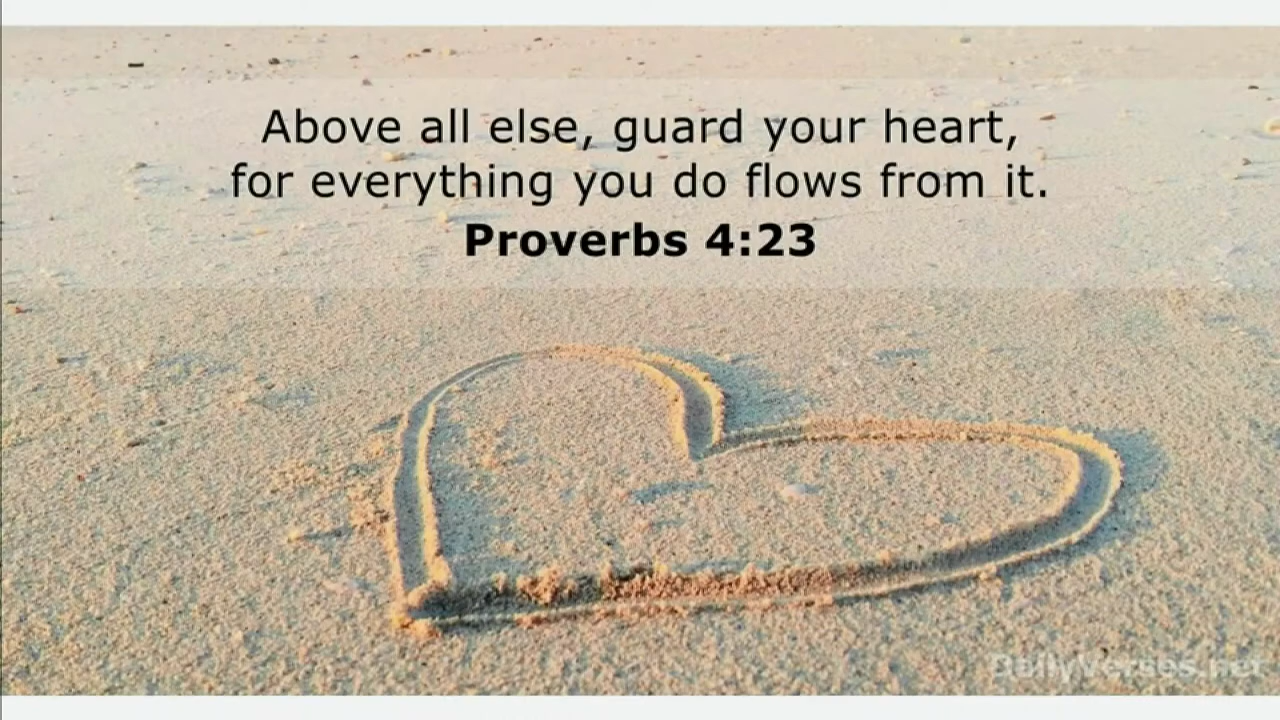 Above all else, guard your heart,
for everything you do flows from it.
Proverbs 4:23
DailyVerses.net